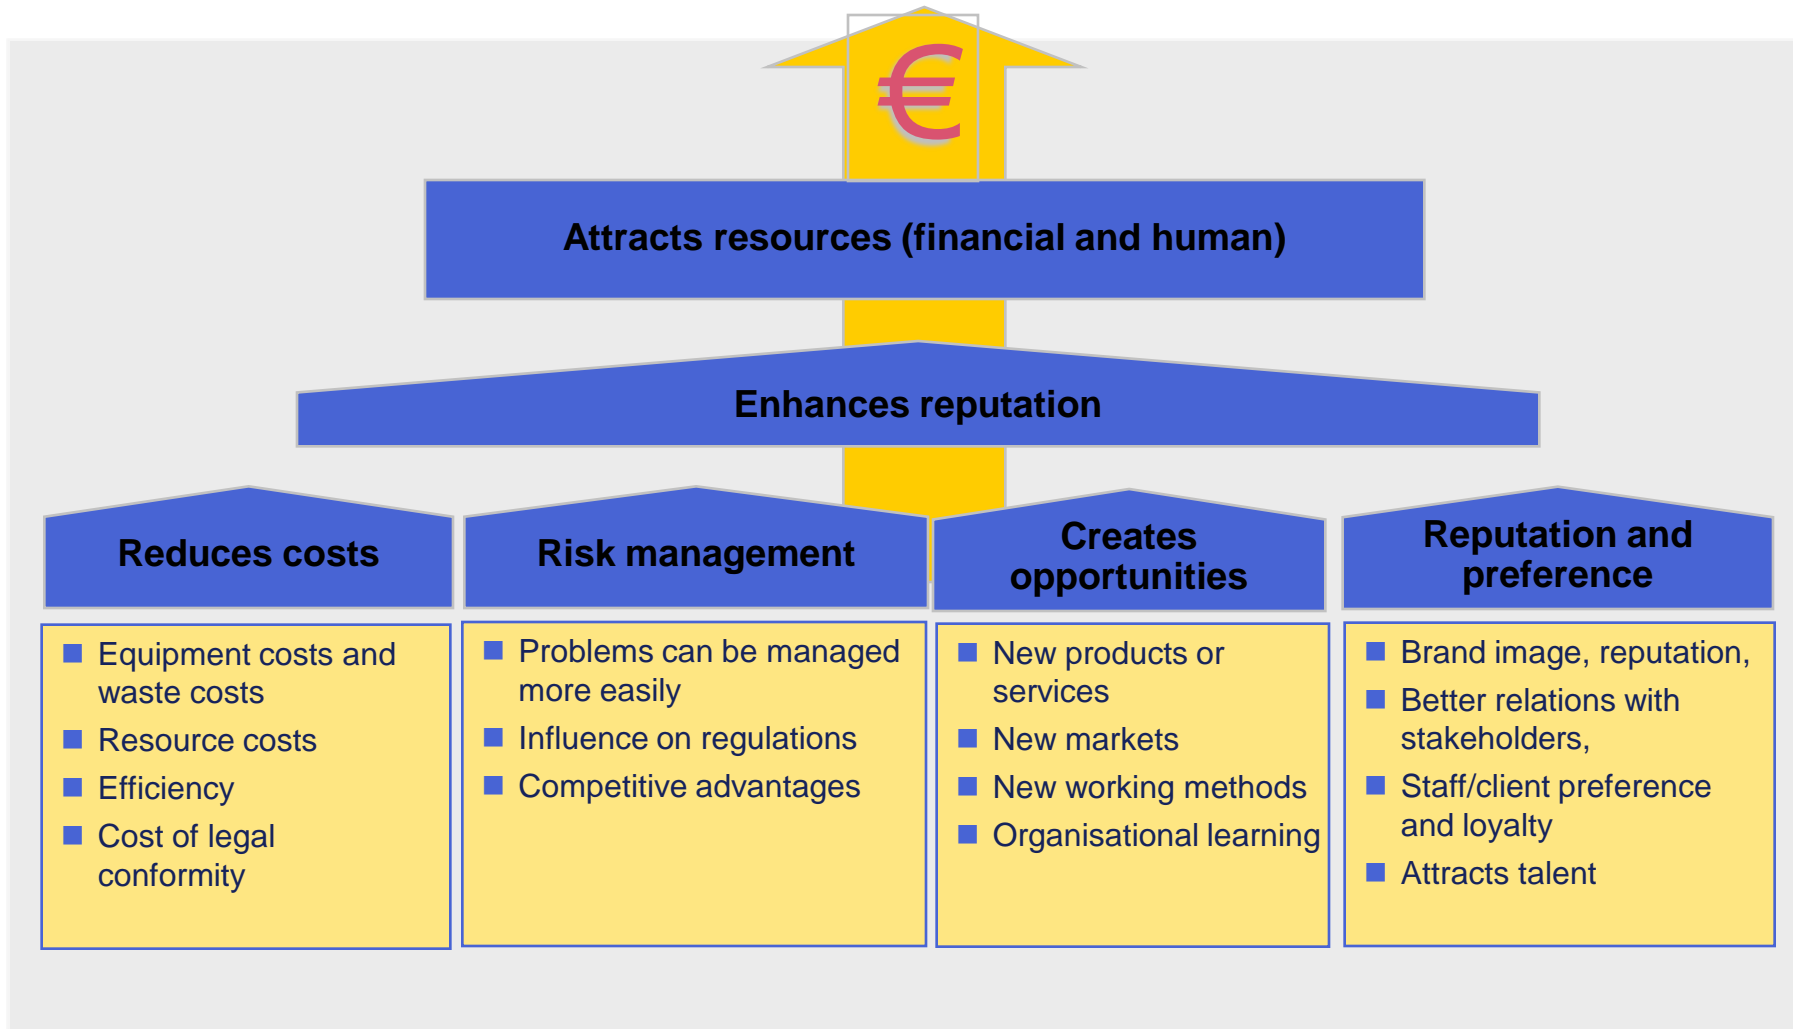 €
Attracts resources (financial and human)
Enhances reputation
Reduces costs
Equipment costs and
waste costs
Resource costs
Efficiency
Cost of legal
conformity
Risk management
Problems can be managed
more easily
Influence on regulations
Competitive advantages
Creates
opportunities
New products or
services
New markets
New working methods
Organisational learning
Reputation and
preference
Brand image, reputation,
Better relations with
stakeholders,
Staff/client preference
and loyalty
Attracts talent